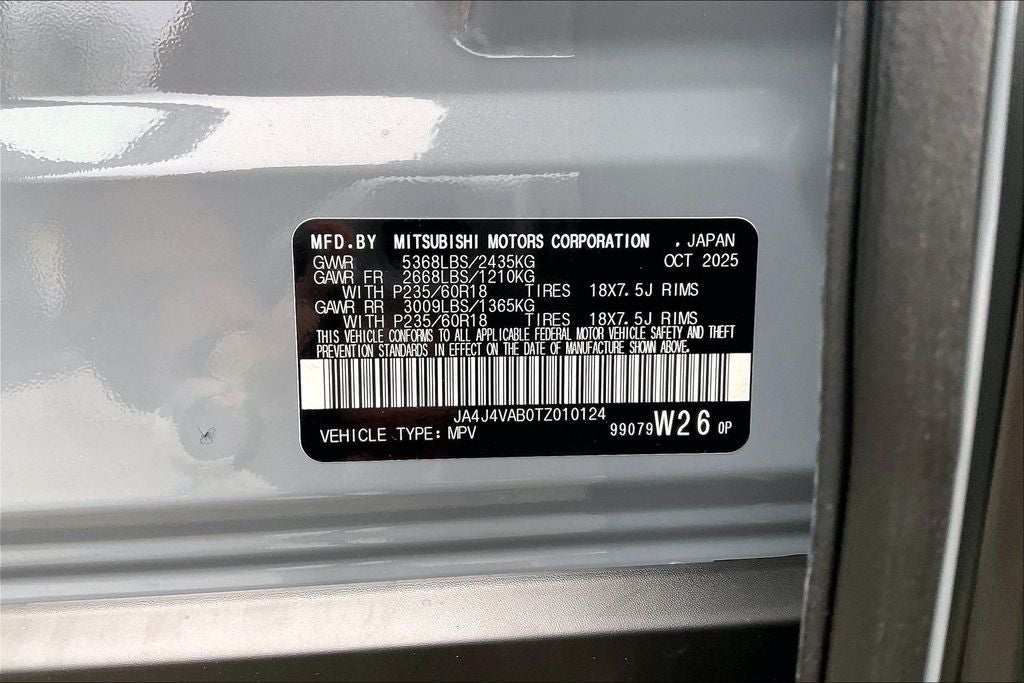 MFD.BY MITSUBISHI MOTORS CORPORATION , JAPAN
GVWR 5368LBS/2435KG OCT 2025
GAWR FR 2668LBS/1210KG
WITH P235/60R18 TIRES 18X7.5J RIMS
GAWR RR 3009LBS/1365KG
WITH P235/60R18 TIRES 18X7.5J RIMS
THIS VEHICLE CONFORMS TO ALL APPLICABLE FEDERAL MOTOR VEHICLE SAFETY AND THEFT
PREVENTION STANDARDS IN EFFECT ON THE DATE OF MANUFACTURE SHOWN ABOVE.
JA4J4VAB0TZ010124
VEHICLE TYPE: MPV 99079 W26 0P